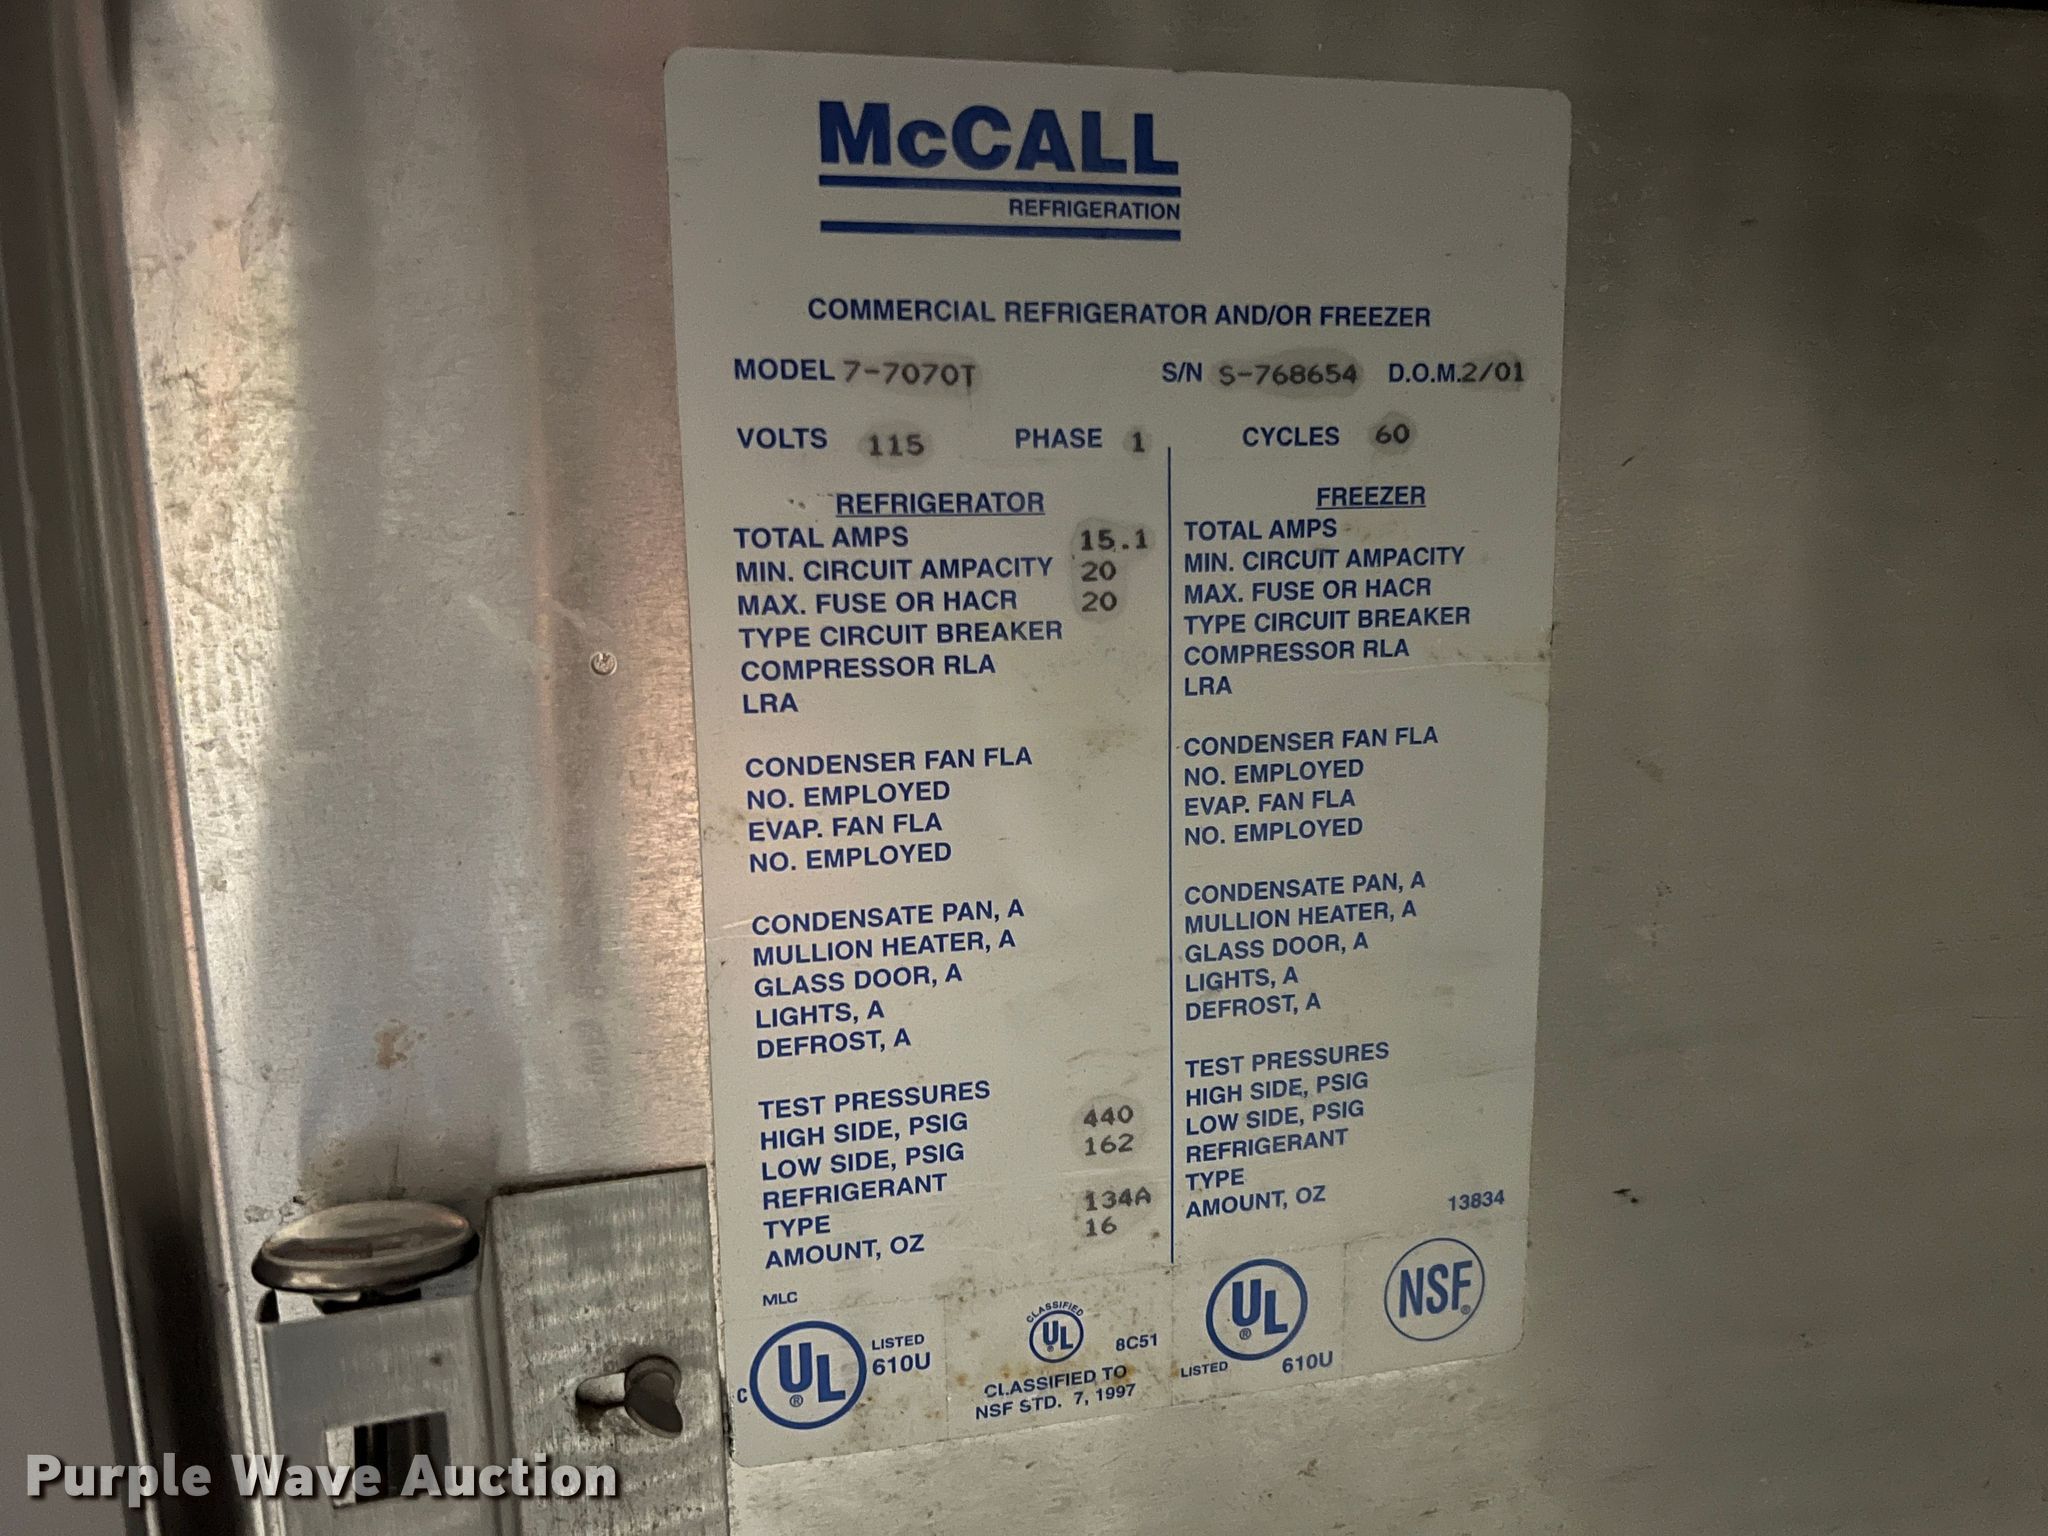 McCALL
REFRIGERATION
COMMERCIAL REFRIGERATOR AND/OR FREEZER
MODEL 7-7070T S/N S-768654 D.O.M. 2/01
VOLTS 115 PHASE 1 CYCLES 60
REFRIGERATOR
TOTAL AMPS 15.1
MIN. CIRCUIT AMPACITY 20
MAX. FUSE OR HACR 20
TYPE CIRCUIT BREAKER
COMPRESSOR RLA
LRA
CONDENSER FAN FLA
NO. EMPLOYED
EVAP. FAN FLA
NO. EMPLOYED
CONDENSATE PAN, A
MULLION HEATER, A
GLASS DOOR, A
LIGHTS, A
DEFROST, A
TEST PRESSURES
HIGH SIDE, PSIG 440
LOW SIDE, PSIG 162
REFRIGERANT
TYPE 134A
AMOUNT, OZ 16
FREEZER
TOTAL AMPS
MIN. CIRCUIT AMPACITY
MAX. FUSE OR HACR
TYPE CIRCUIT BREAKER
COMPRESSOR RLA
LRA
CONDENSER FAN FLA
NO. EMPLOYED
EVAP. FAN FLA
NO. EMPLOYED
CONDENSATE PAN, A
MULLION HEATER, A
GLASS DOOR, A
LIGHTS, A
DEFROST, A
TEST PRESSURES
HIGH SIDE, PSIG
LOW SIDE, PSIG
REFRIGERANT
TYPE
AMOUNT, OZ 13834
MLC
C UL ® LISTED
610U
CLASSIFIED
UL ® 8C51
CLASSIFIED TO
NSF STD. 7, 1997
UL ®
LISTED 610U
NSF®
Purple Wave Auction